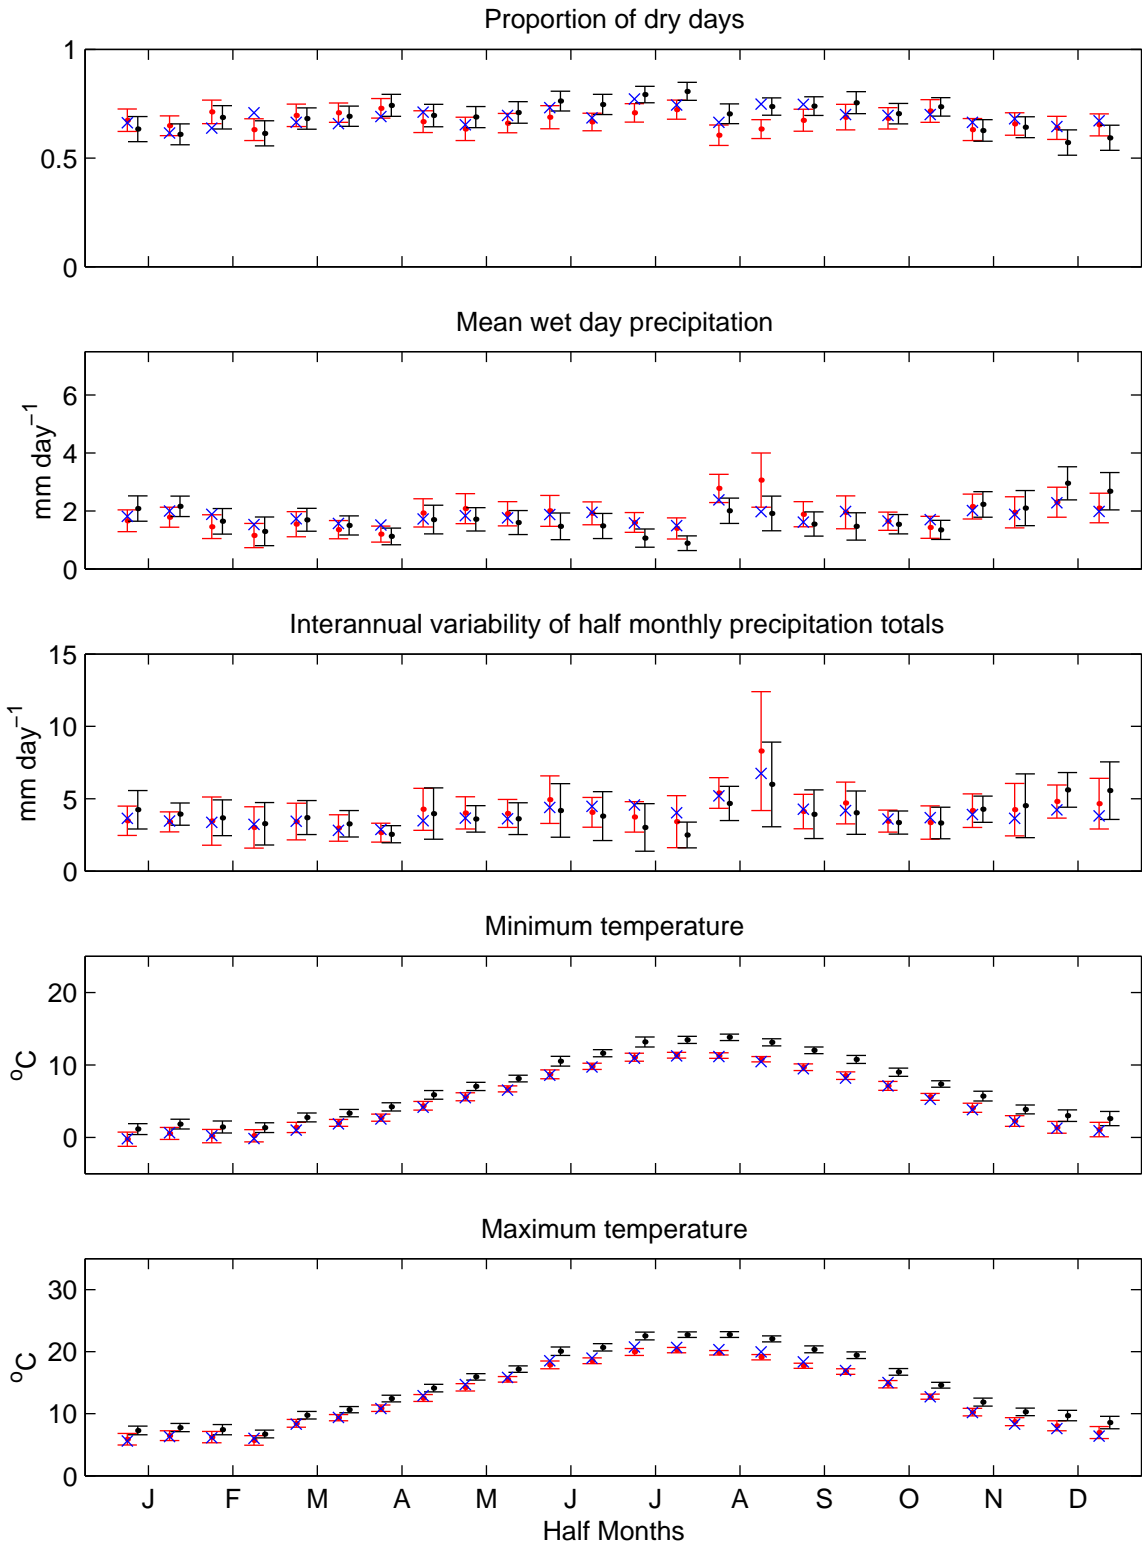 Proportion of dry days
1
0.5
0
Mean wet day precipitation
mm day⁻¹
6
4
2
0
Interannual variability of half monthly precipitation totals
mm day⁻¹
15
10
5
0
Minimum temperature
ºC
20
10
0
Maximum temperature
ºC
30
20
10
0
J F M A M J J A S O N D
Half Months